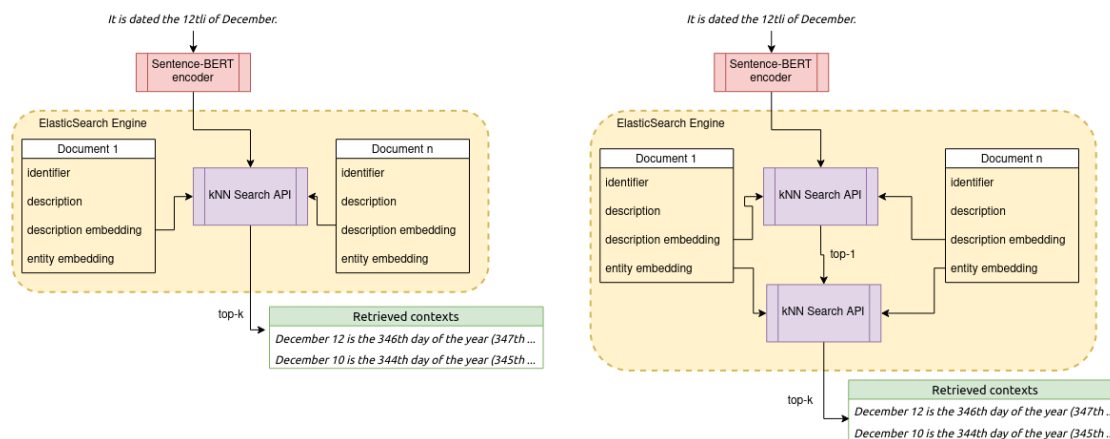 It is dated the 12tli of December.
Sentence-BERT
encoder
ElasticSearch Engine
Document 1
identifier
description
description embedding
entity embedding
kNN Search API
Document n
identifier
description
description embedding
entity embedding
top-k
Retrieved contexts
December 12 is the 346th day of the year (347th ...
December 10 is the 344th day of the year (345th ...
It is dated the 12tli of December.
Sentence-BERT
encoder
ElasticSearch Engine
Document 1
identifier
description
description embedding
entity embedding
kNN Search API
top-1
kNN Search API
Document n
identifier
description
description embedding
entity embedding
top-k
Retrieved contexts
December 12 is the 346th day of the year (347th ...
December 10 is the 344th day of the year (345th ...